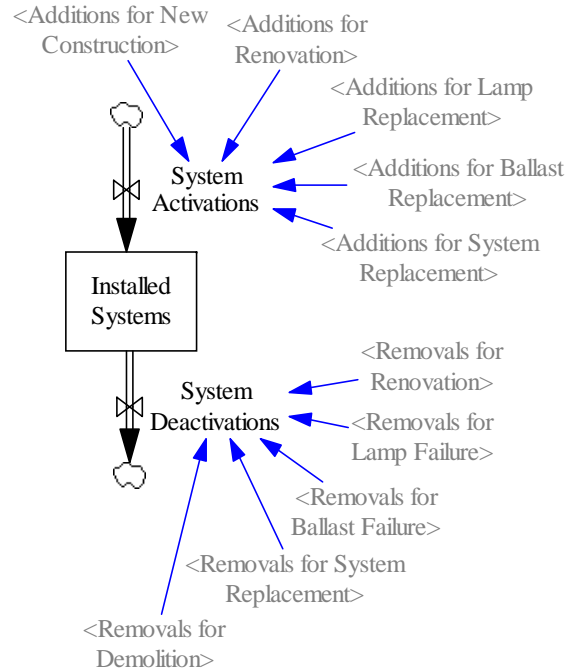 <Additions for New
Construction>
<Additions for
Renovation>
<Additions for Lamp
Replacement>
System
Activations
<Additions for Ballast
Replacement>
<Additions for System
Replacement>
Installed
Systems
<Removals for
Renovation>
System
Deactivations
<Removals for
Lamp Failure>
<Removals for
Ballast Failure>
<Removals for System
Replacement>
<Removals for
Demolition>